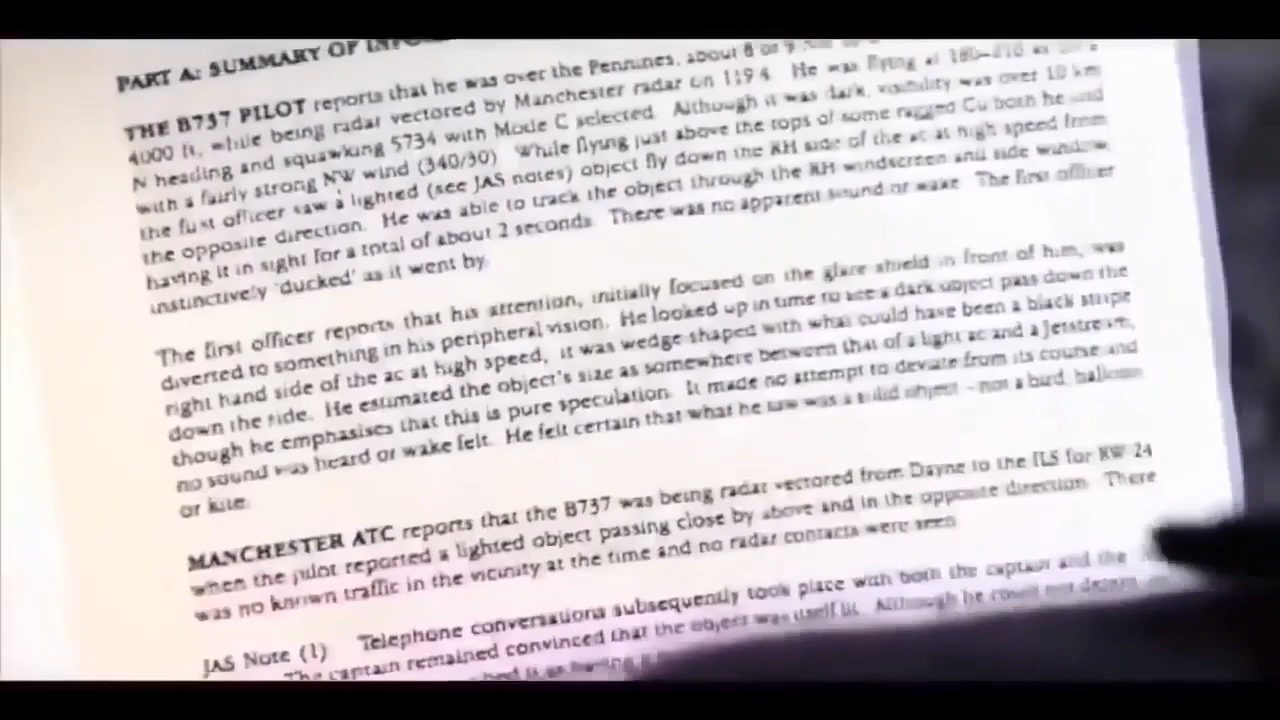 PART A: SUMMARY OF
THE B737 PILOT reports that he was over the Pennines, about 8 or 9
4000 ft, while being radar vectored by Manchester radar on 119 4. He was flying at
N heading and squawking 5734 with Mode C selected. Although it was dark, visibility was over 10 km
with a fairly strong NW wind (340/30) While flying just above the tops of some ragged Cu both he and
the first officer saw a lighted (see JAS notes) object fly down the RH side of the ac at high speed from
the opposite direction. He was able to track the object through the RH windscreen and side window,
having it in sight for a total of about 2 seconds. There was no apparent sound or wake. The first officer
instinctively 'ducked' as it went by.
The first officer reports that his attention, initially focused on the glare shield in front of him, was
diverted to something in his peripheral vision. He looked up in time to see a dark object pass down the
right hand side of the ac at high speed, it was wedge-shaped with what could have been a black stripe
down the side. He estimated the object's size as somewhere between that of a light ac and a Jetstream,
though he emphasises that this is pure speculation. It made no attempt to deviate from its course and
no sound was heard or wake felt. He felt certain that what he saw was a solid object - not a bird, balloon
or kite.
MANCHESTER ATC reports that the B737 was being radar vectored from Dayne to the ILS for RW 24
when the pilot reported a lighted object passing close by above and in the opposite direction. There
was no known traffic in the vicinity at the time and no radar contacts were seen.
JAS Note (1) Telephone conversations subsequently took place with both the captain and the
The captain remained convinced that the object was itself lit. Although he could not